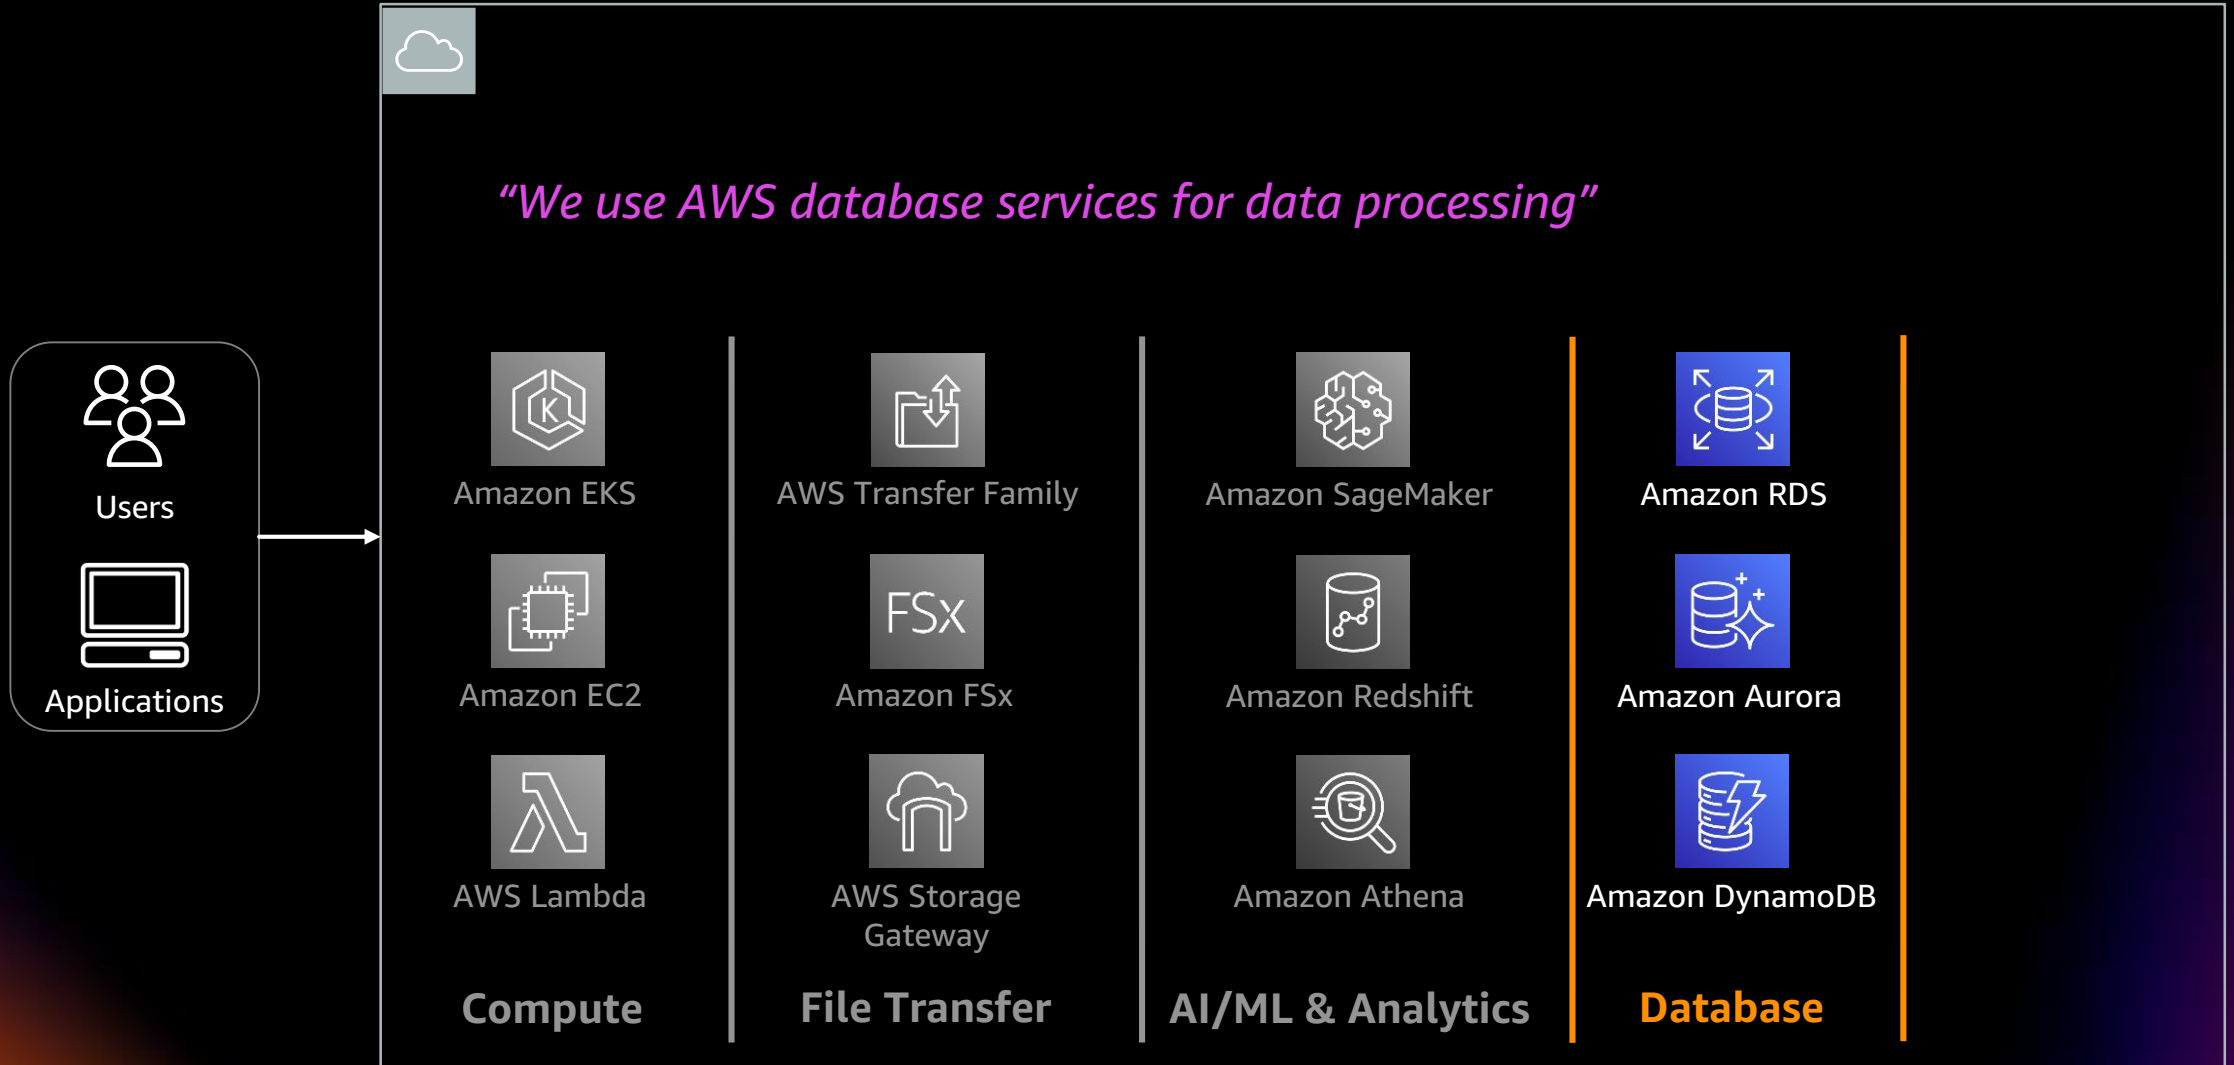 “We use AWS database services for data processing”
Users
Applications
Amazon EKS
Amazon EC2
AWS Lambda
Compute
AWS Transfer Family
FSx
Amazon FSx
AWS Storage
Gateway
File Transfer
Amazon SageMaker
Amazon Redshift
Amazon Athena
AI/ML & Analytics
Amazon RDS
Amazon Aurora
Amazon DynamoDB
Database